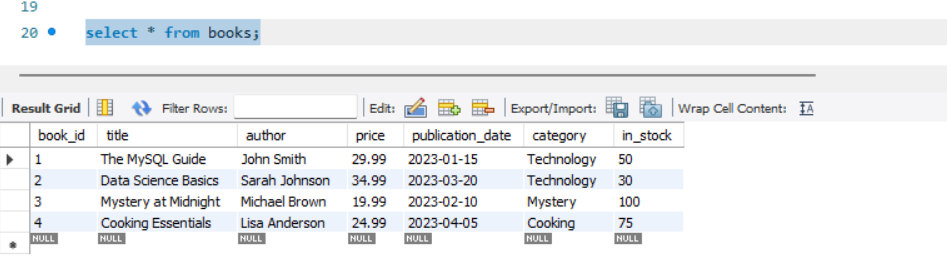 19
20 select * from books;
Result Grid Filter Rows: Edit: Export/Import: Wrap Cell Content:
book_id title author price publication_date category in_stock
1 The MySQL Guide John Smith 29.99 2023-01-15 Technology 50
2 Data Science Basics Sarah Johnson 34.99 2023-03-20 Technology 30
3 Mystery at Midnight Michael Brown 19.99 2023-02-10 Mystery 100
4 Cooking Essentials Lisa Anderson 24.99 2023-04-05 Cooking 75
NULL NULL NULL NULL NULL NULL NULL